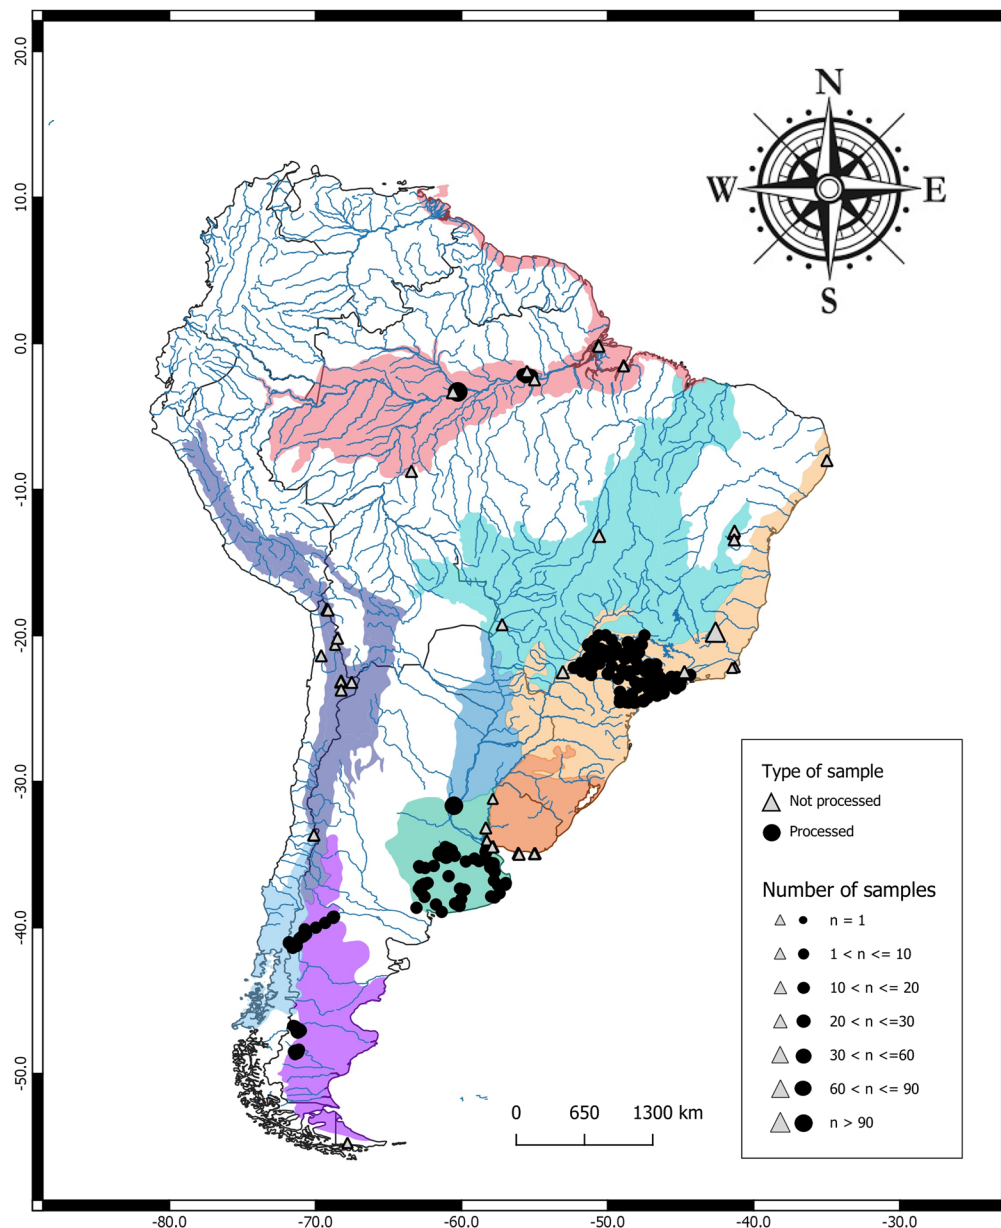 N
W E
S
20.0
10.0
0.0
-10.0
-20.0
-30.0
-40.0
-50.0
Type of sample
Not processed
Processed
Number of samples
n = 1
1 < n <= 10
10 < n <= 20
20 < n <=30
30 < n <=60
60 < n <= 90
n > 90
0 650 1300 km
-80.0 -70.0 -60.0 -50.0 -40.0 -30.0